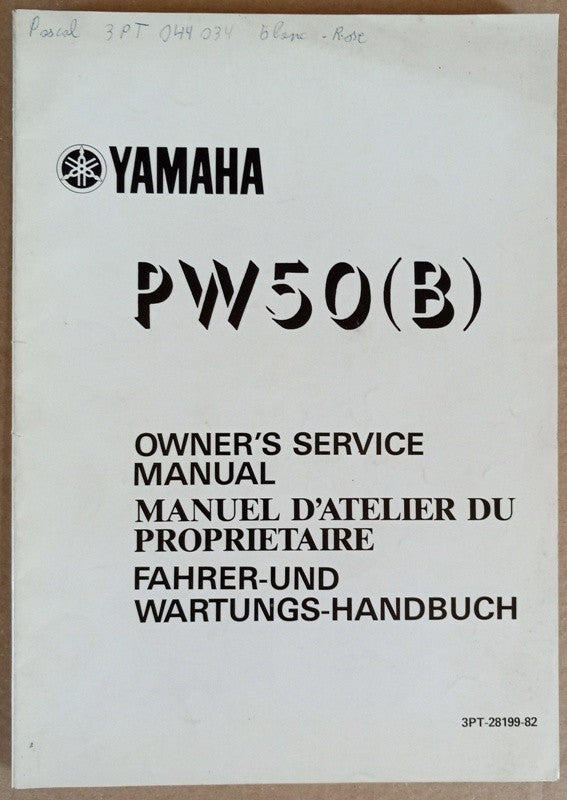 Pascal 3PT 044 034 blanc - Rose
YAMAHA
PW50(B)
OWNER'S SERVICE
MANUAL
MANUEL D'ATELIER DU
PROPRIETAIRE
FAHRER-UND
WARTUNGS-HANDBUCH
3PT-28199-82